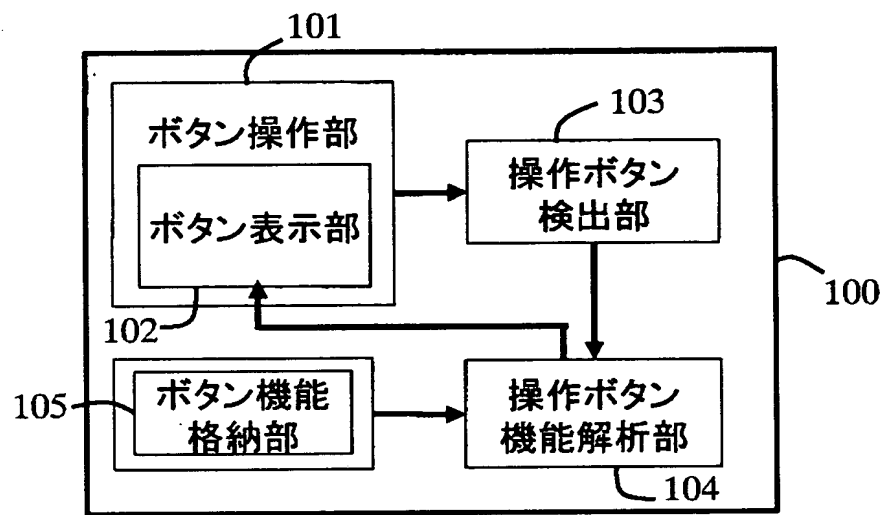 101
ボタン操作部
ボタン表示部
102
103
操作ボタン
検出部
100
105
ボタン機能
格納部
操作ボタン
機能解析部
104